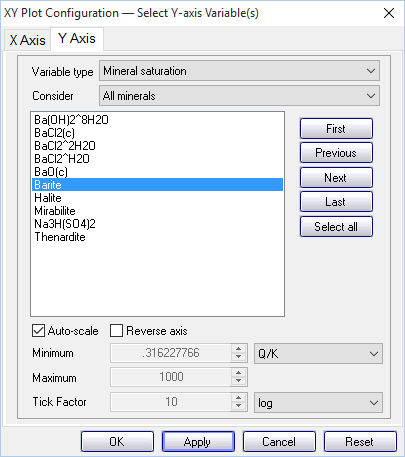 XY Plot Configuration — Select Y-axis Variable(s)
X Axis Y Axis
Variable type Mineral saturation
Consider All minerals
Ba(OH)2^8H2O
BaCl2(c)
BaCl2^2H2O
BaCl2^H2O
BaO(c)
Barite
Halite
Mirabilite
Na3H(SO4)2
Thenardite
First
Previous
Next
Last
Select all
Auto-scale Reverse axis
Minimum .316227766 Q/K
Maximum 1000
Tick Factor 10 log
OK Apply Cancel Reset